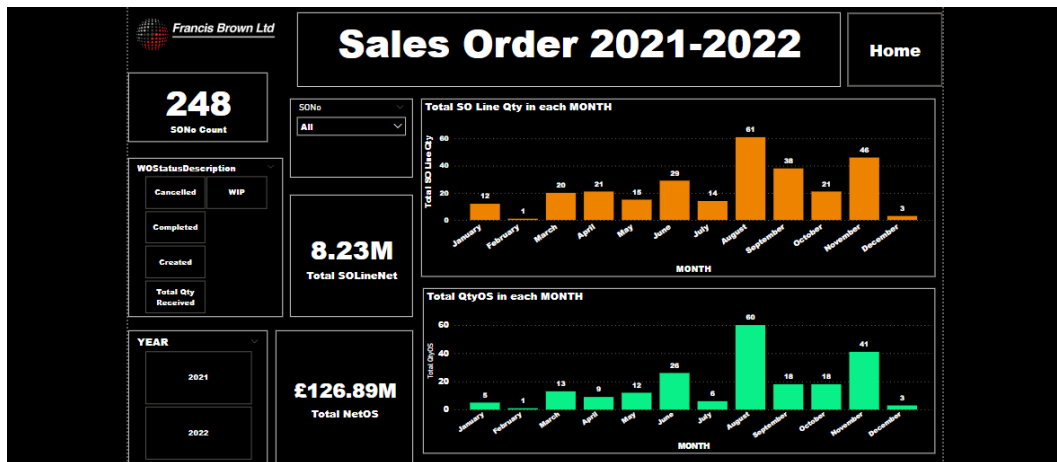 Francis Brown Ltd
Sales Order 2021-2022
Home
248
SONo Count
SONo
All
WOStatusDescription
Cancelled
WIP
Completed
Created
Total Qty
Received
8.23M
Total SOLineNet
YEAR
2021
2022
£126.89M
Total NetOS
Total SO Line Qty in each MONTH
Total SO Line Qty
60
40
20
0
12
1
20
21
15
29
14
61
38
21
46
3
January
February
March
April
May
June
July
August
September
October
November
December
MONTH
Total QtyOS in each MONTH
Total QtyOS
60
40
20
0
5
1
13
9
12
26
6
60
18
18
41
3
January
February
March
April
May
June
July
August
September
October
November
December
MONTH